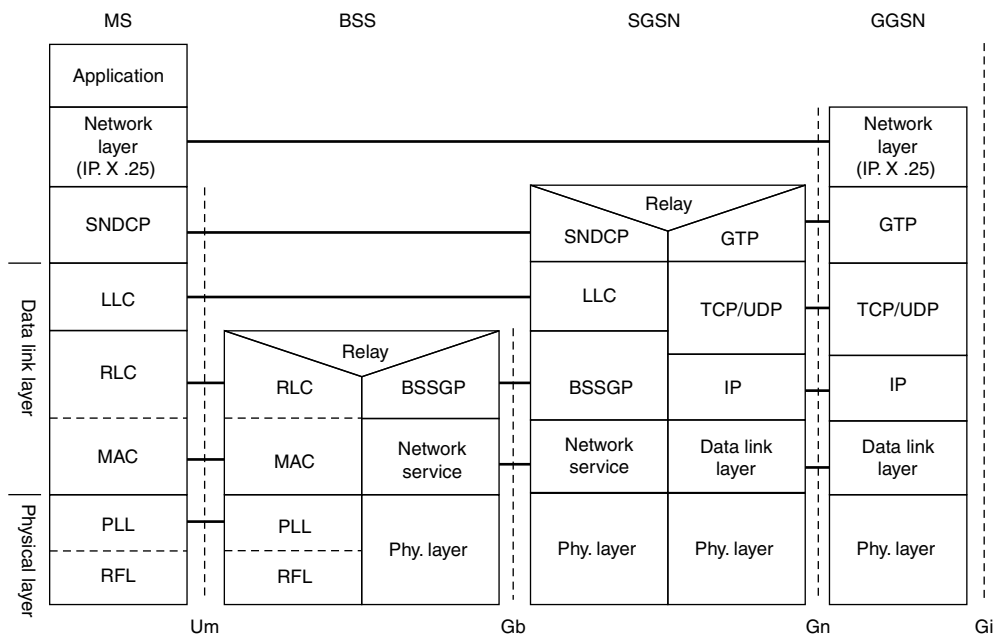 MS BSS SGSN GGSN
Application
Network
layer
(IP. X .25)
Network
layer
(IP. X .25)
Relay
SNDCP
SNDCP
GTP
GTP
Data link layer
LLC
LLC
TCP/UDP
TCP/UDP
Relay
RLC
RLC
BSSGP
BSSGP
IP
IP
MAC
MAC
Network
service
Network
service
Data link
layer
Data link
layer
Physical layer
PLL
PLL
Phy. layer
Phy. layer
Phy. layer
Phy. layer
RFL
RFL
Um Gb Gn Gi